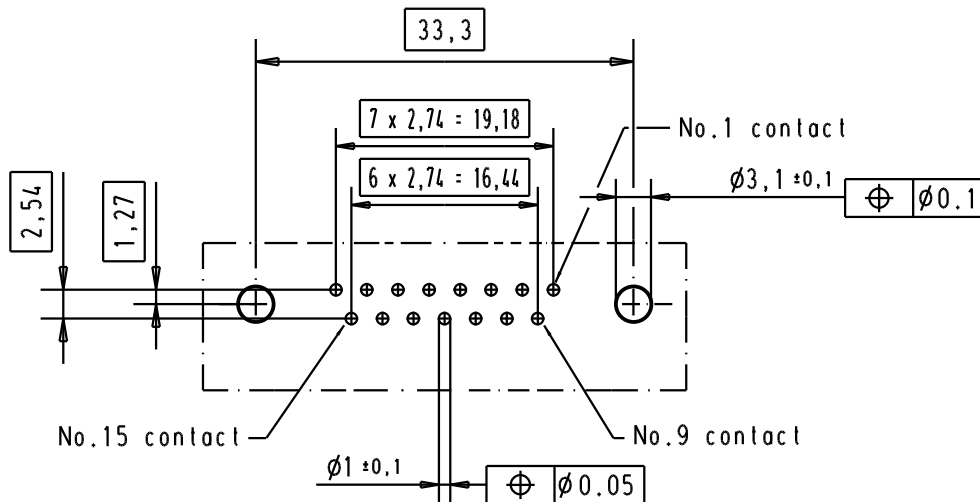 33,3
7 x 2,74 = 19,18
No.1 contact
6 x 2,74 = 16,44
Ø3,1 ±0,1
⌖ Ø0.1
2,54
1,27
No.15 contact
No.9 contact
Ø1 ±0,1
⌖ Ø0.05